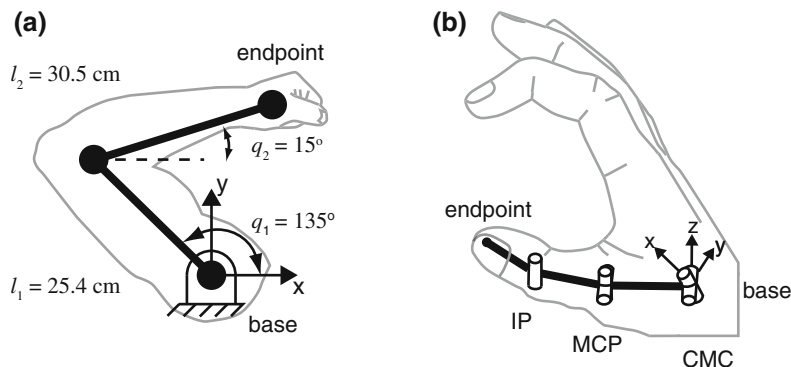 (a)
endpoint
l₂ = 30.5 cm
q₂ = 15°
y
q₁ = 135°
x
l₁ = 25.4 cm
base
(b)
endpoint
x
z
y
base
IP
MCP
CMC